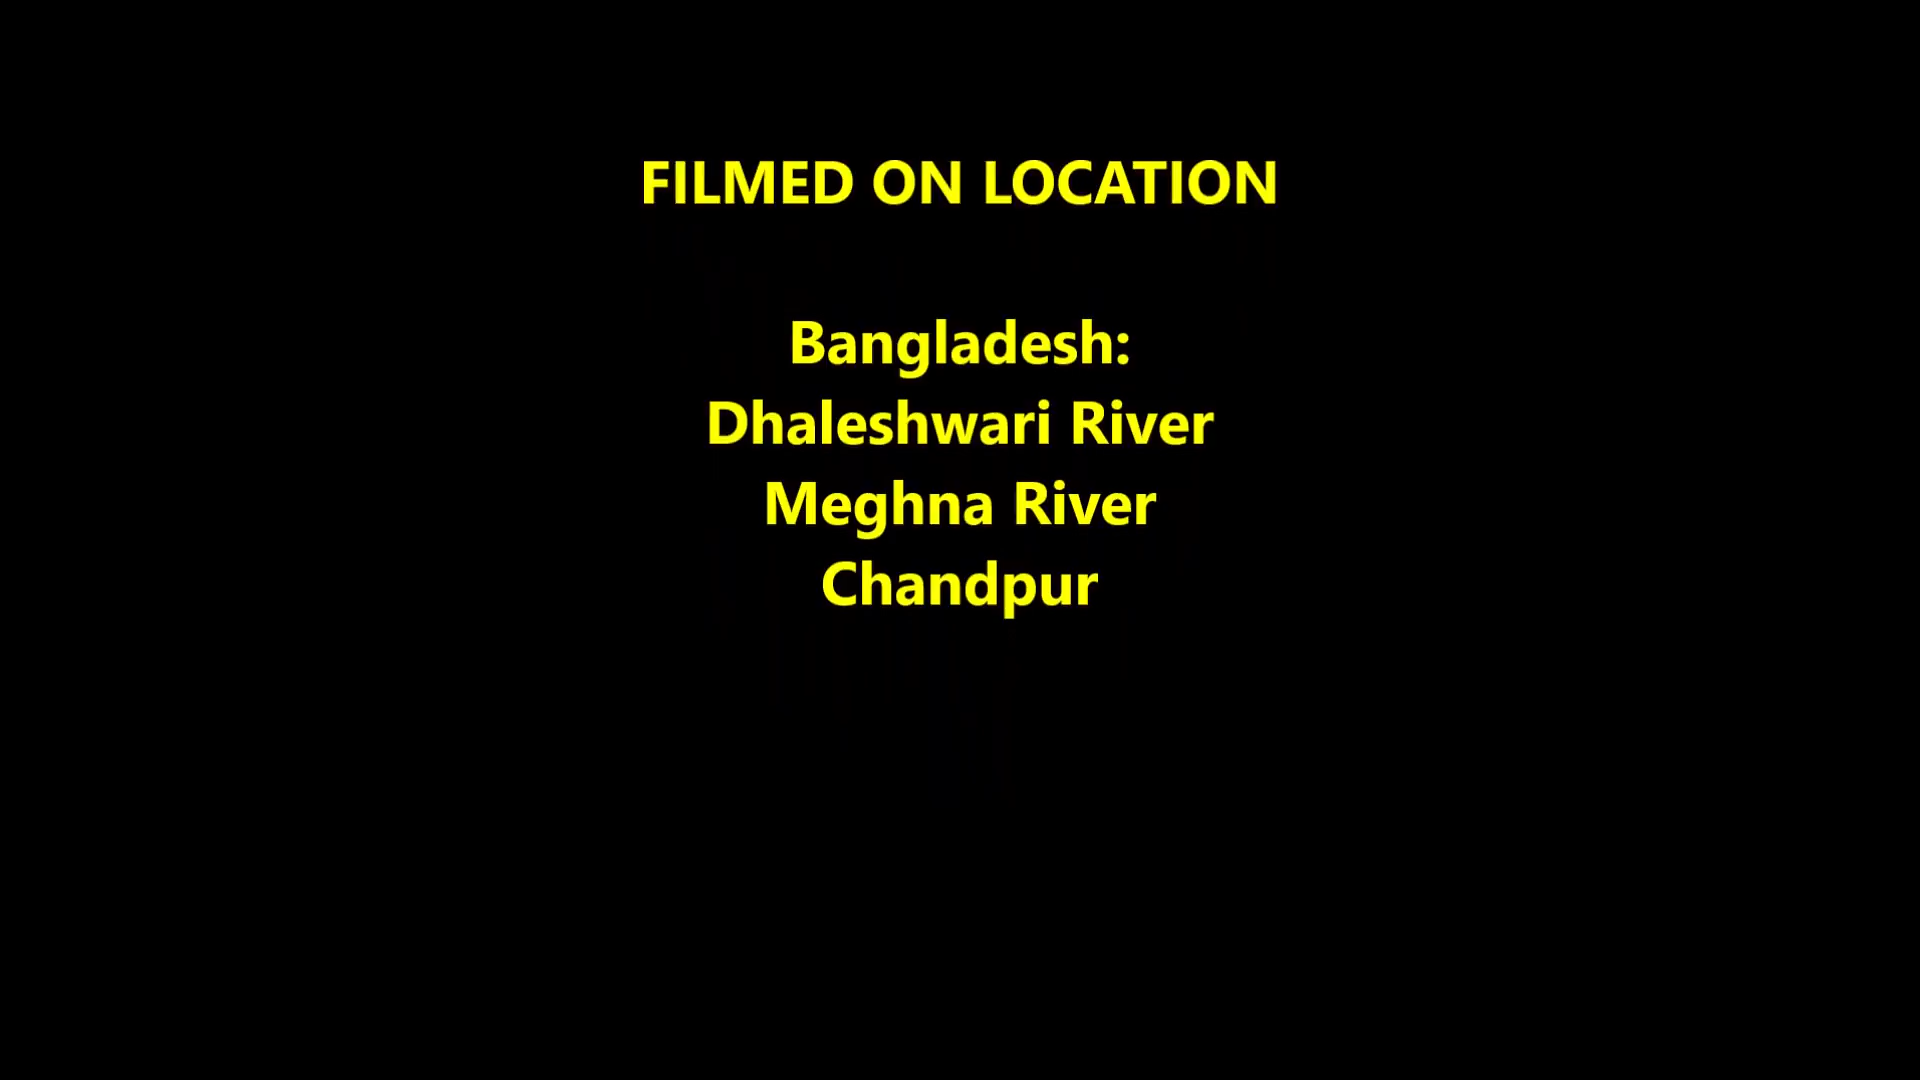 FILMED ON LOCATION
Bangladesh:
Dhaleshwari River
Meghna River
Chandpur